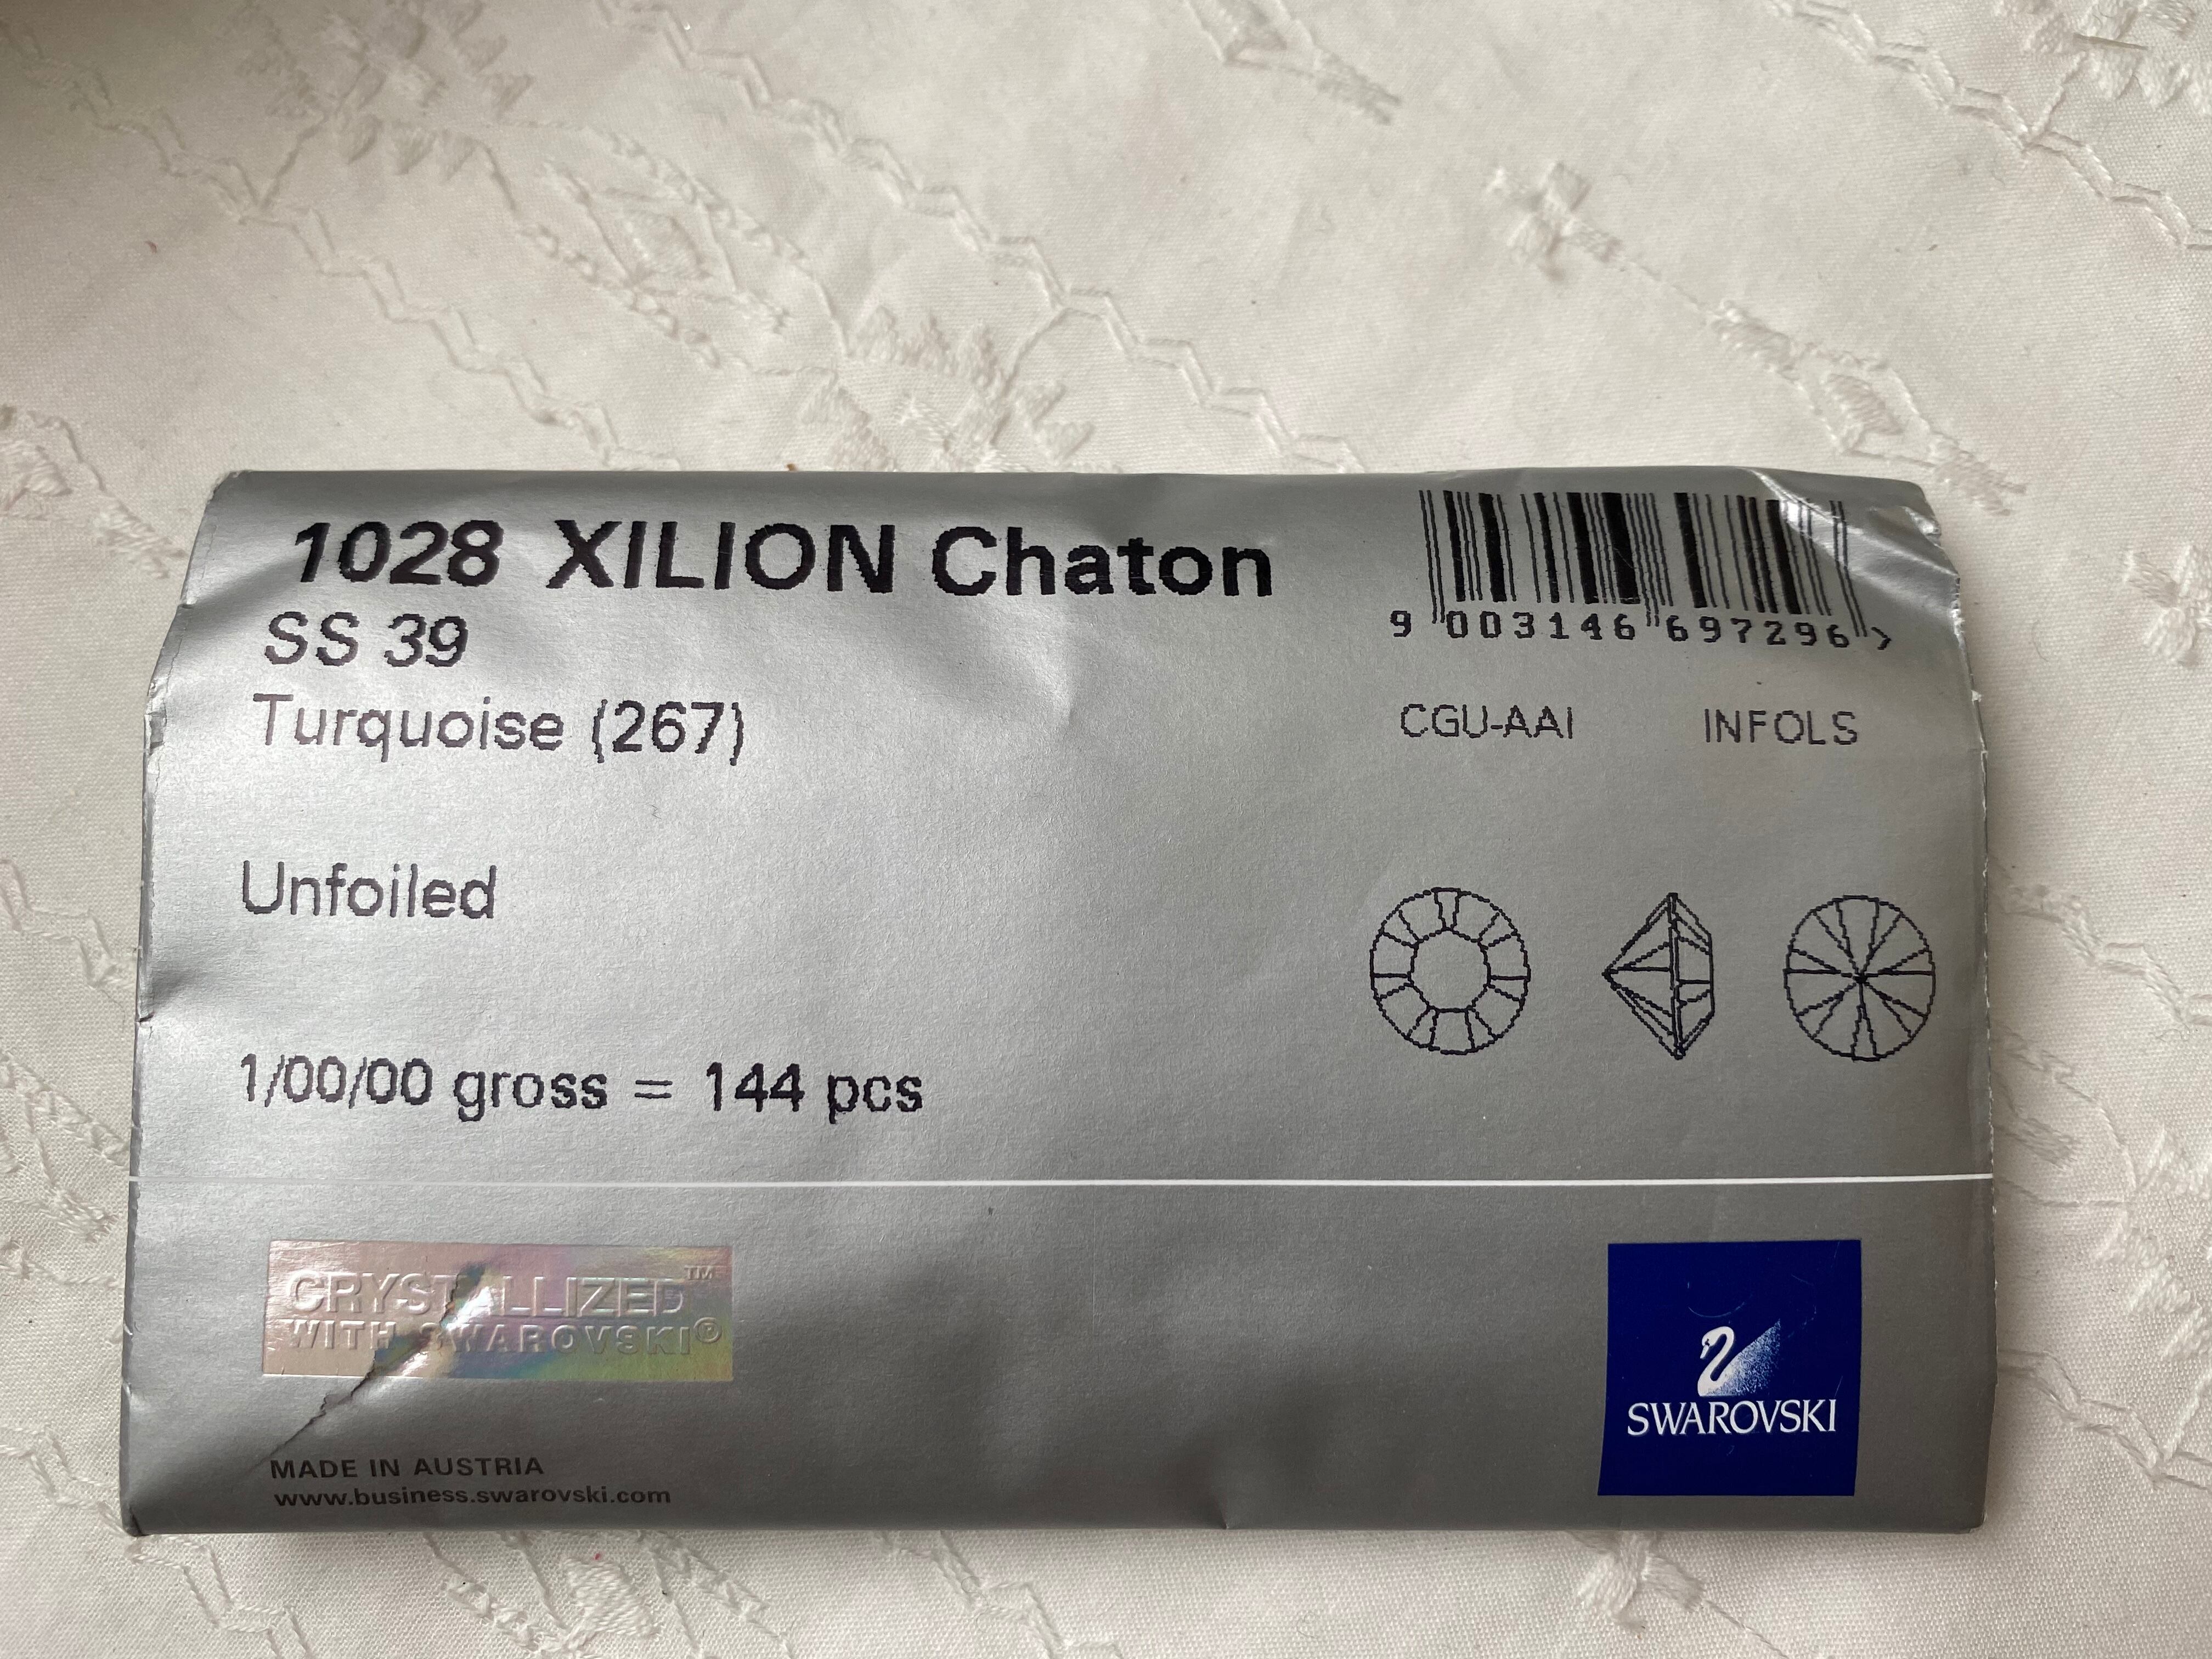 1028 XILION Chaton
SS 39
Turquoise (267)
Unfoiled
1/00/00 gross = 144 pcs
9 003146 697296 >
CGU-AAI INFOLS
CRYSTALLIZED™
WITH SWAROVSKI®
MADE IN AUSTRIA
www.business.swarovski.com
SWAROVSKI